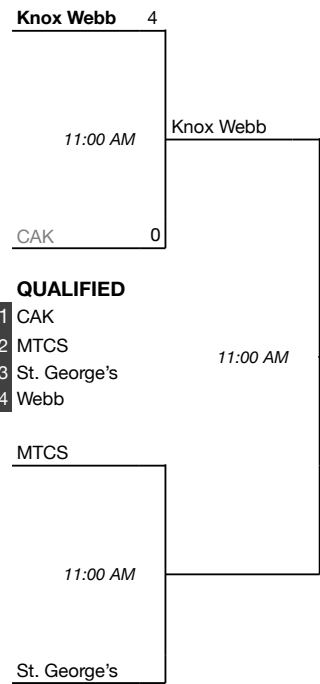 Knox Webb 4
Knox Webb
11:00 AM
CAK 0
QUALIFIED
1 CAK
2 MTCS
11:00 AM
3 St. George’s
4 Webb
MTCS
11:00 AM
St. George’s